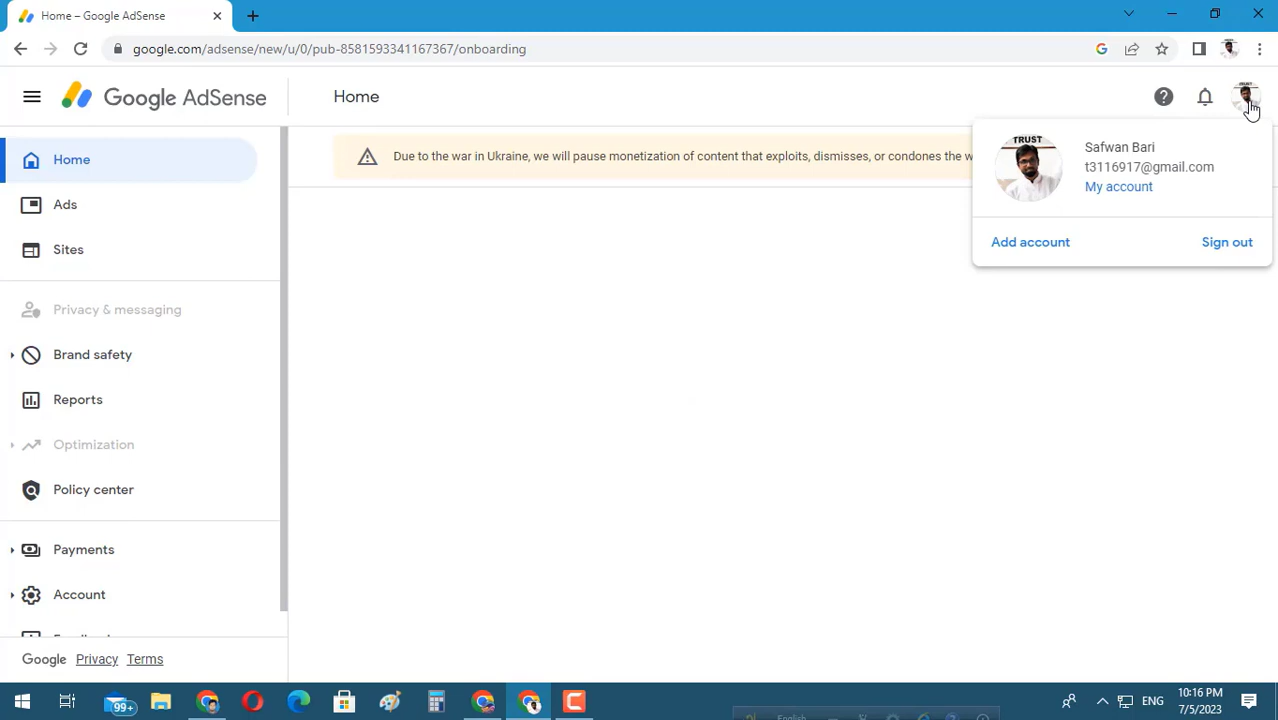 Home – Google AdSense
google.com/adsense/new/u/0/pub-8581593341167367/onboarding
Google AdSense
Home
Home
Due to the war in Ukraine, we will pause monetization of content that exploits, dismisses, or condones the w
TRUST
Safwan Bari
t3116917@gmail.com
My account
Add account
Sign out
Ads
Sites
Privacy & messaging
Brand safety
Reports
Optimization
Policy center
Payments
Account
Google Privacy Terms
99+
ENG
10:16 PM
7/5/2023
English